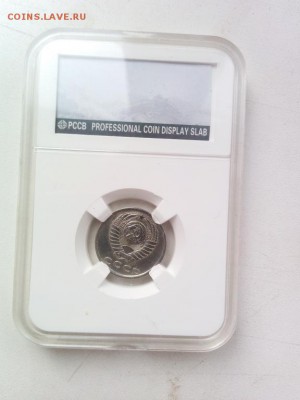 COINS.LAVE.RU
PCCB PROFESSIONAL COIN DISPLAY SLAB
СССР